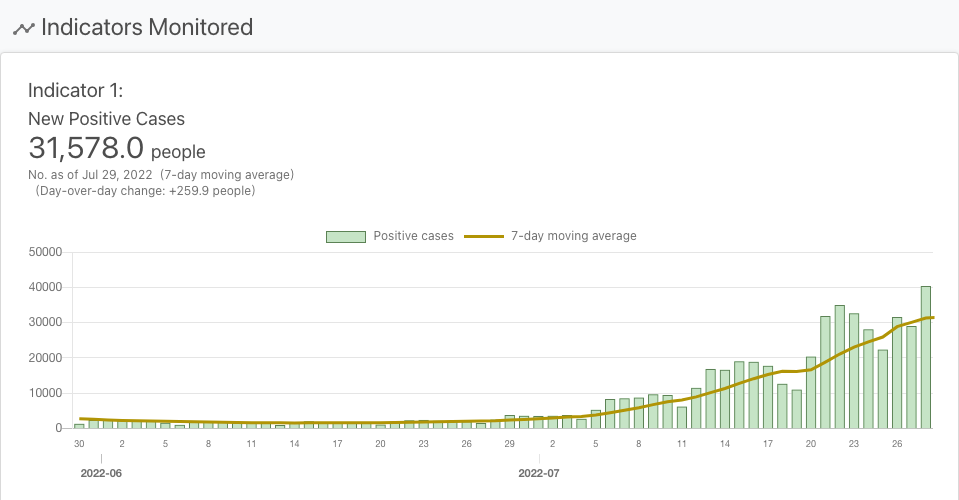 Indicators Monitored
Indicator 1:
New Positive Cases
31,578.0 people
No. as of Jul 29, 2022 (7-day moving average)
(Day-over-day change: +259.9 people)
Positive cases 7-day moving average
50000
40000
30000
20000
10000
0
30 2 5 8 11 14 17 20 23 26 29 2 5 8 11 14 17 20 23 26
2022-06 2022-07